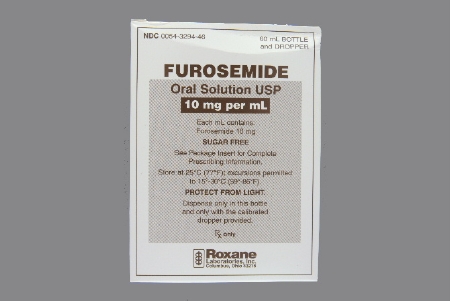 NDC 0054-3294-46
60 mL BOTTLE
and DROPPER
FUROSEMIDE
Oral Solution USP
10 mg per mL
Each mL contains:
Furosemide 10 mg
SUGAR FREE
See Package Insert for Complete
Prescribing Information.
Store at 25°C (77°F); excursions permitted
to 15°-30°C (59°-86°F).
PROTECT FROM LIGHT.
Dispense only in this bottle
and only with the calibrated
dropper provided.
℞ only
Roxane
Laboratories, Inc.
Columbus, Ohio 43216